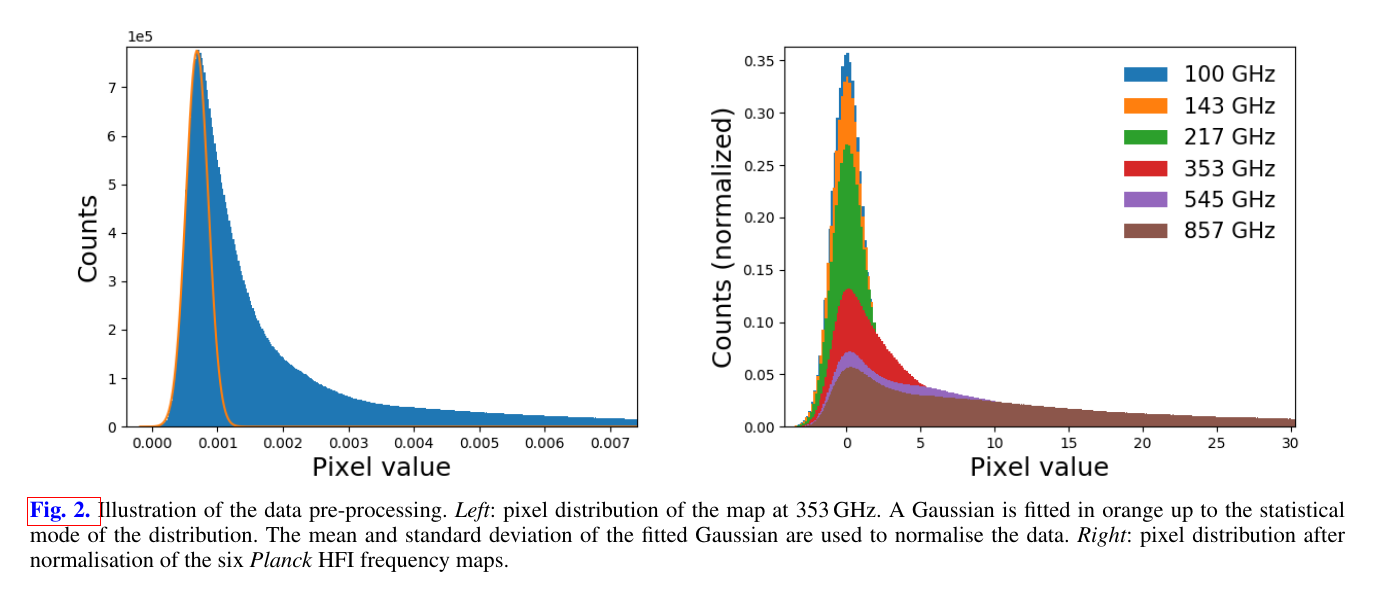 1e5
7
6
5
4
3
2
1
0
Counts
0.000 0.001 0.002 0.003 0.004 0.005 0.006 0.007
Pixel value
0.35
0.30
0.25
0.20
0.15
0.10
0.05
0.00
Counts (normalized)
100 GHz
143 GHz
217 GHz
353 GHz
545 GHz
857 GHz
0 5 10 15 20 25 30
Pixel value
Fig. 2. Illustration of the data pre-processing. Left: pixel distribution of the map at 353 GHz. A Gaussian is fitted in orange up to the statistical
mode of the distribution. The mean and standard deviation of the fitted Gaussian are used to normalise the data. Right: pixel distribution after
normalisation of the six Planck HFI frequency maps.